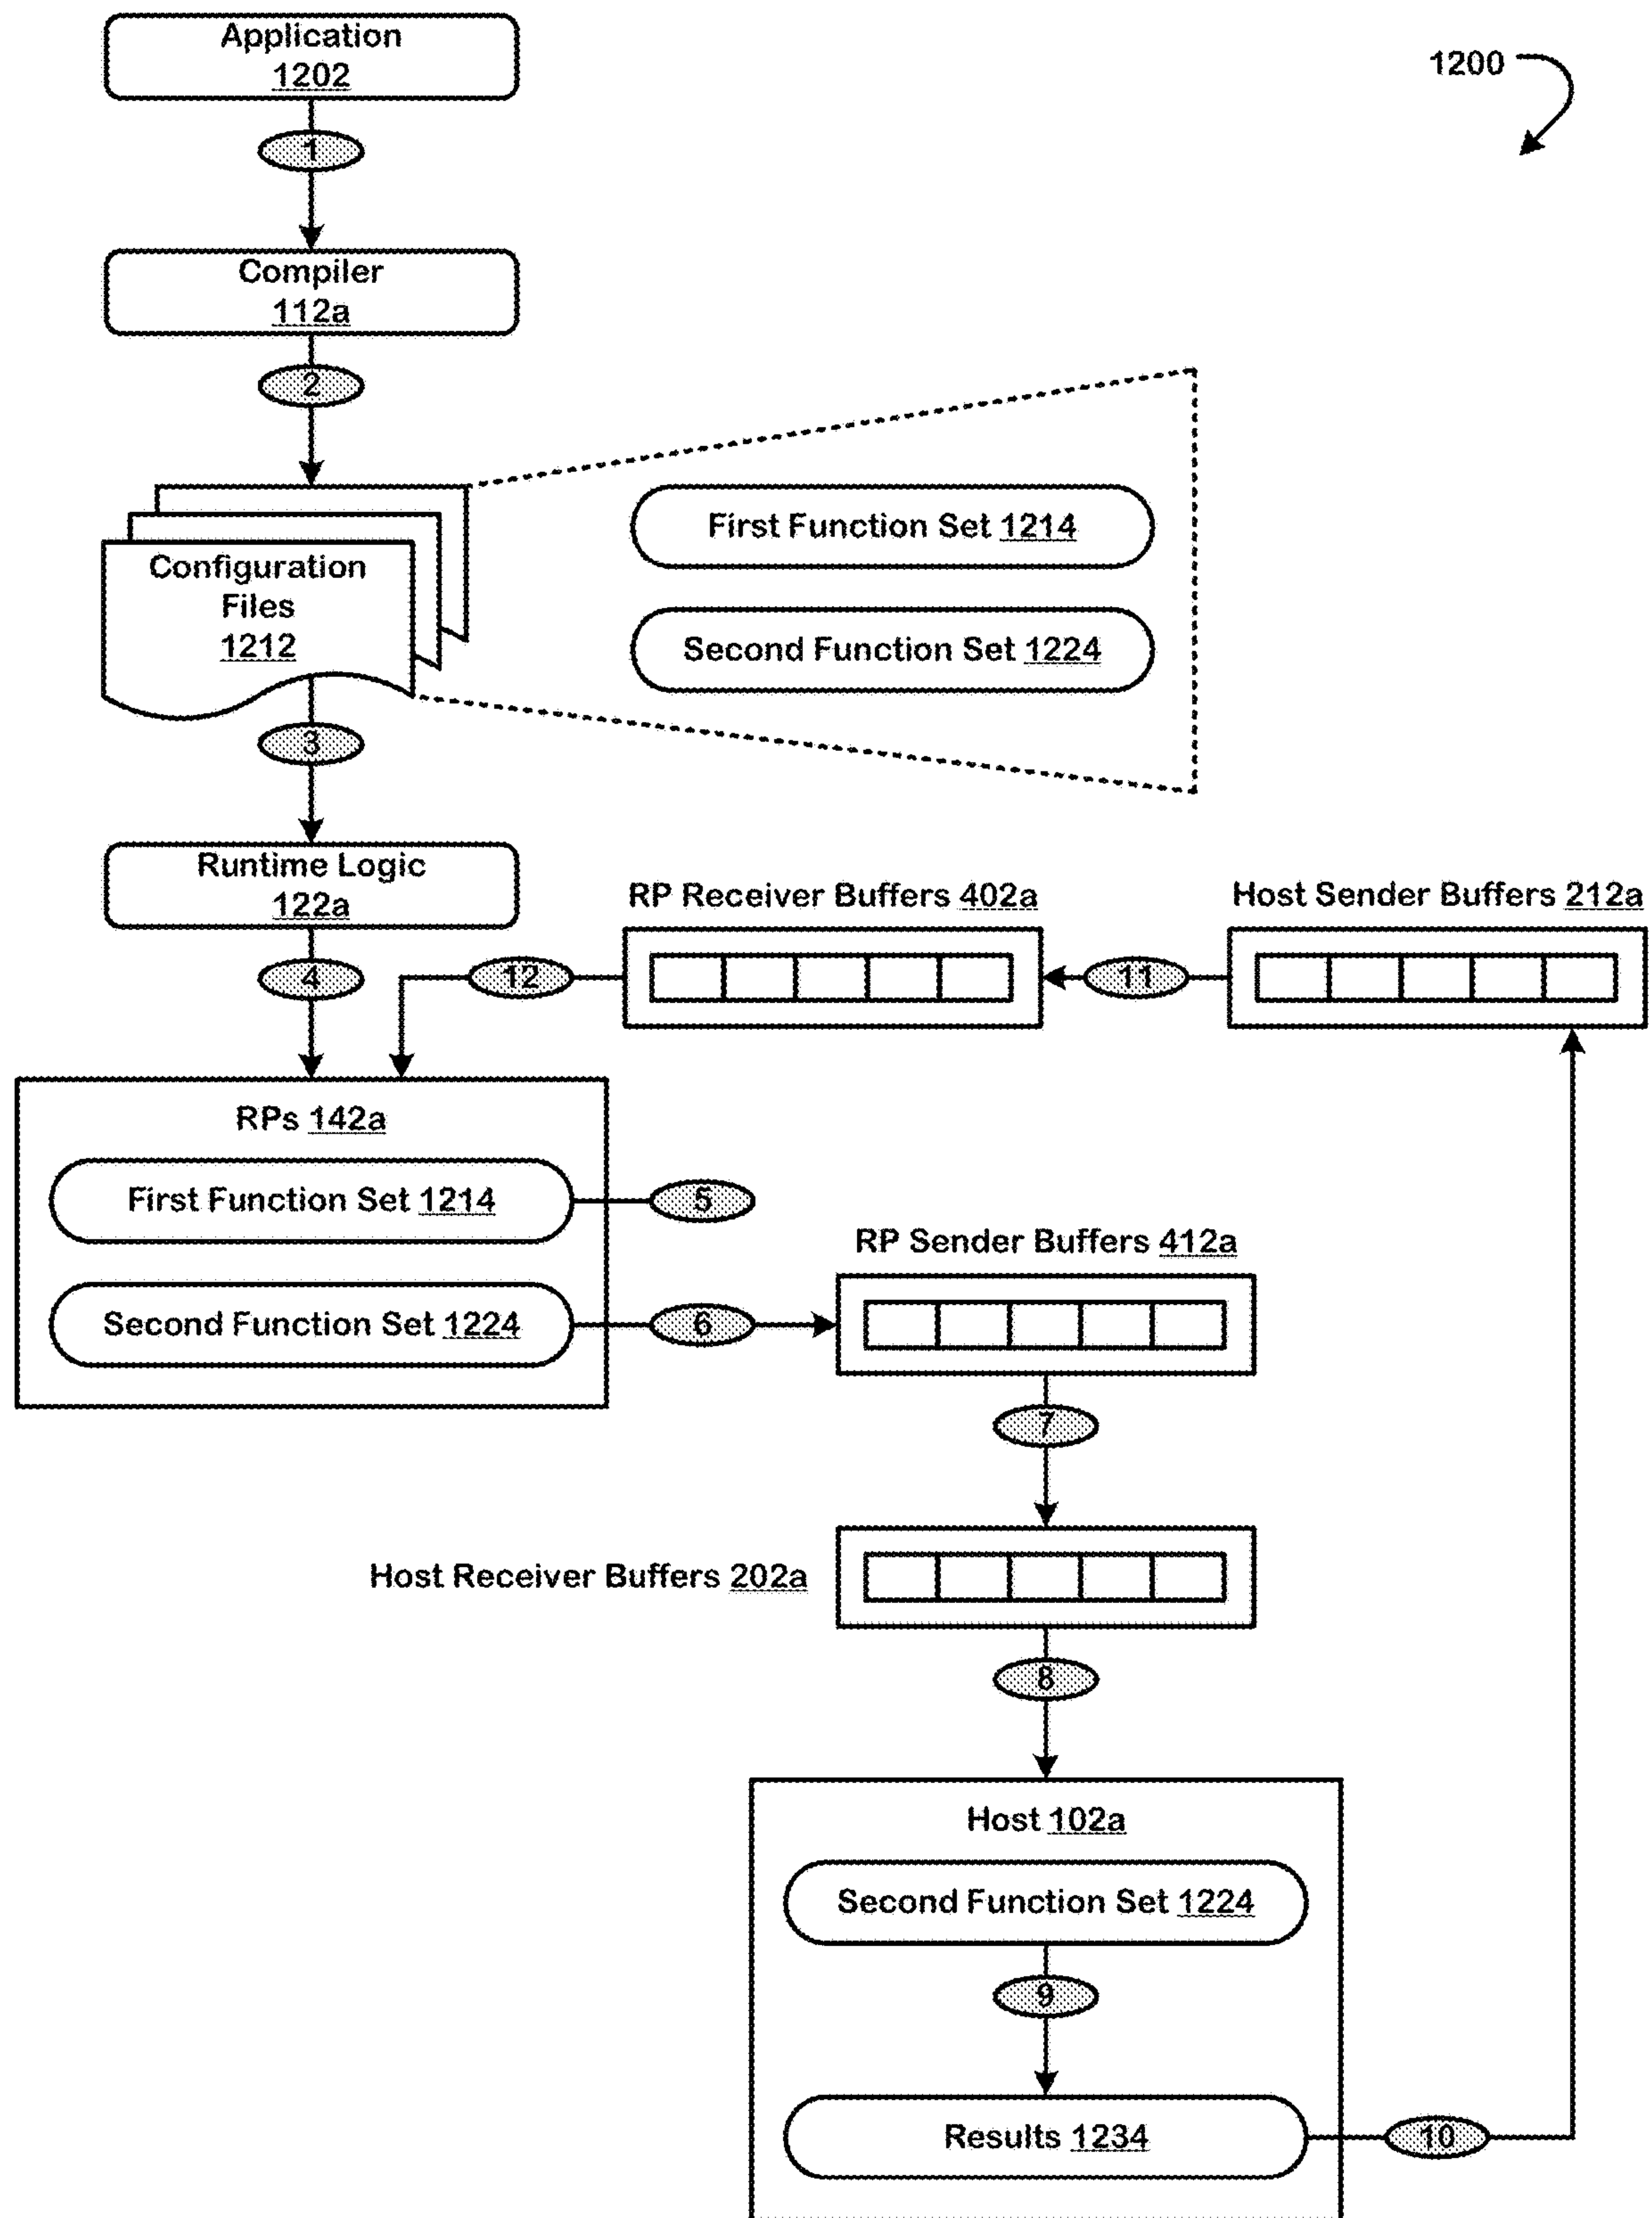 Application
1202
1200
1
Compiler
112a
2
First Function Set 1214
Configuration
Files
1212
Second Function Set 1224
3
Runtime Logic
122a
RP Receiver Buffers 402a
Host Sender Buffers 212a
4
12
11
RPs 142a
First Function Set 1214
5
RP Sender Buffers 412a
Second Function Set 1224
6
7
Host Receiver Buffers 202a
8
Host 102a
Second Function Set 1224
9
Results 1234
10